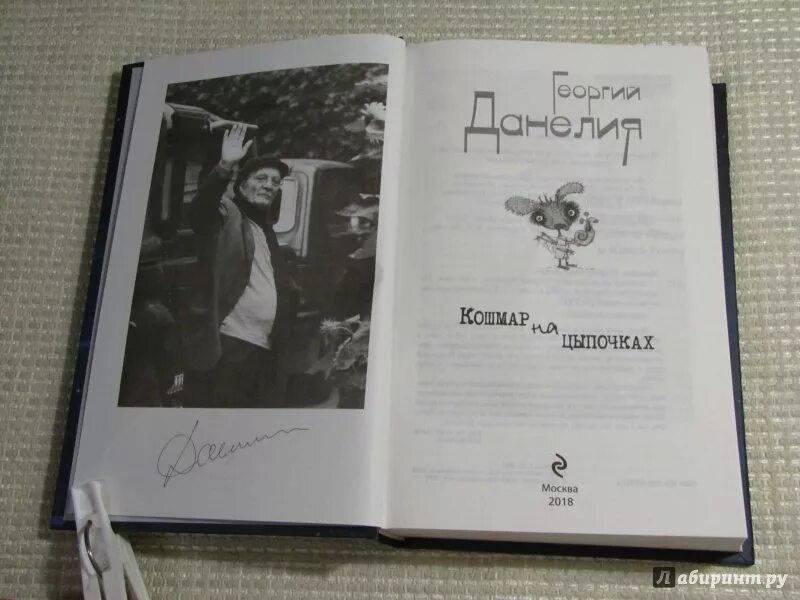 Георгий
Данелия
Кошмар на цыпочках
Москва
2018
Лабиринт.ру